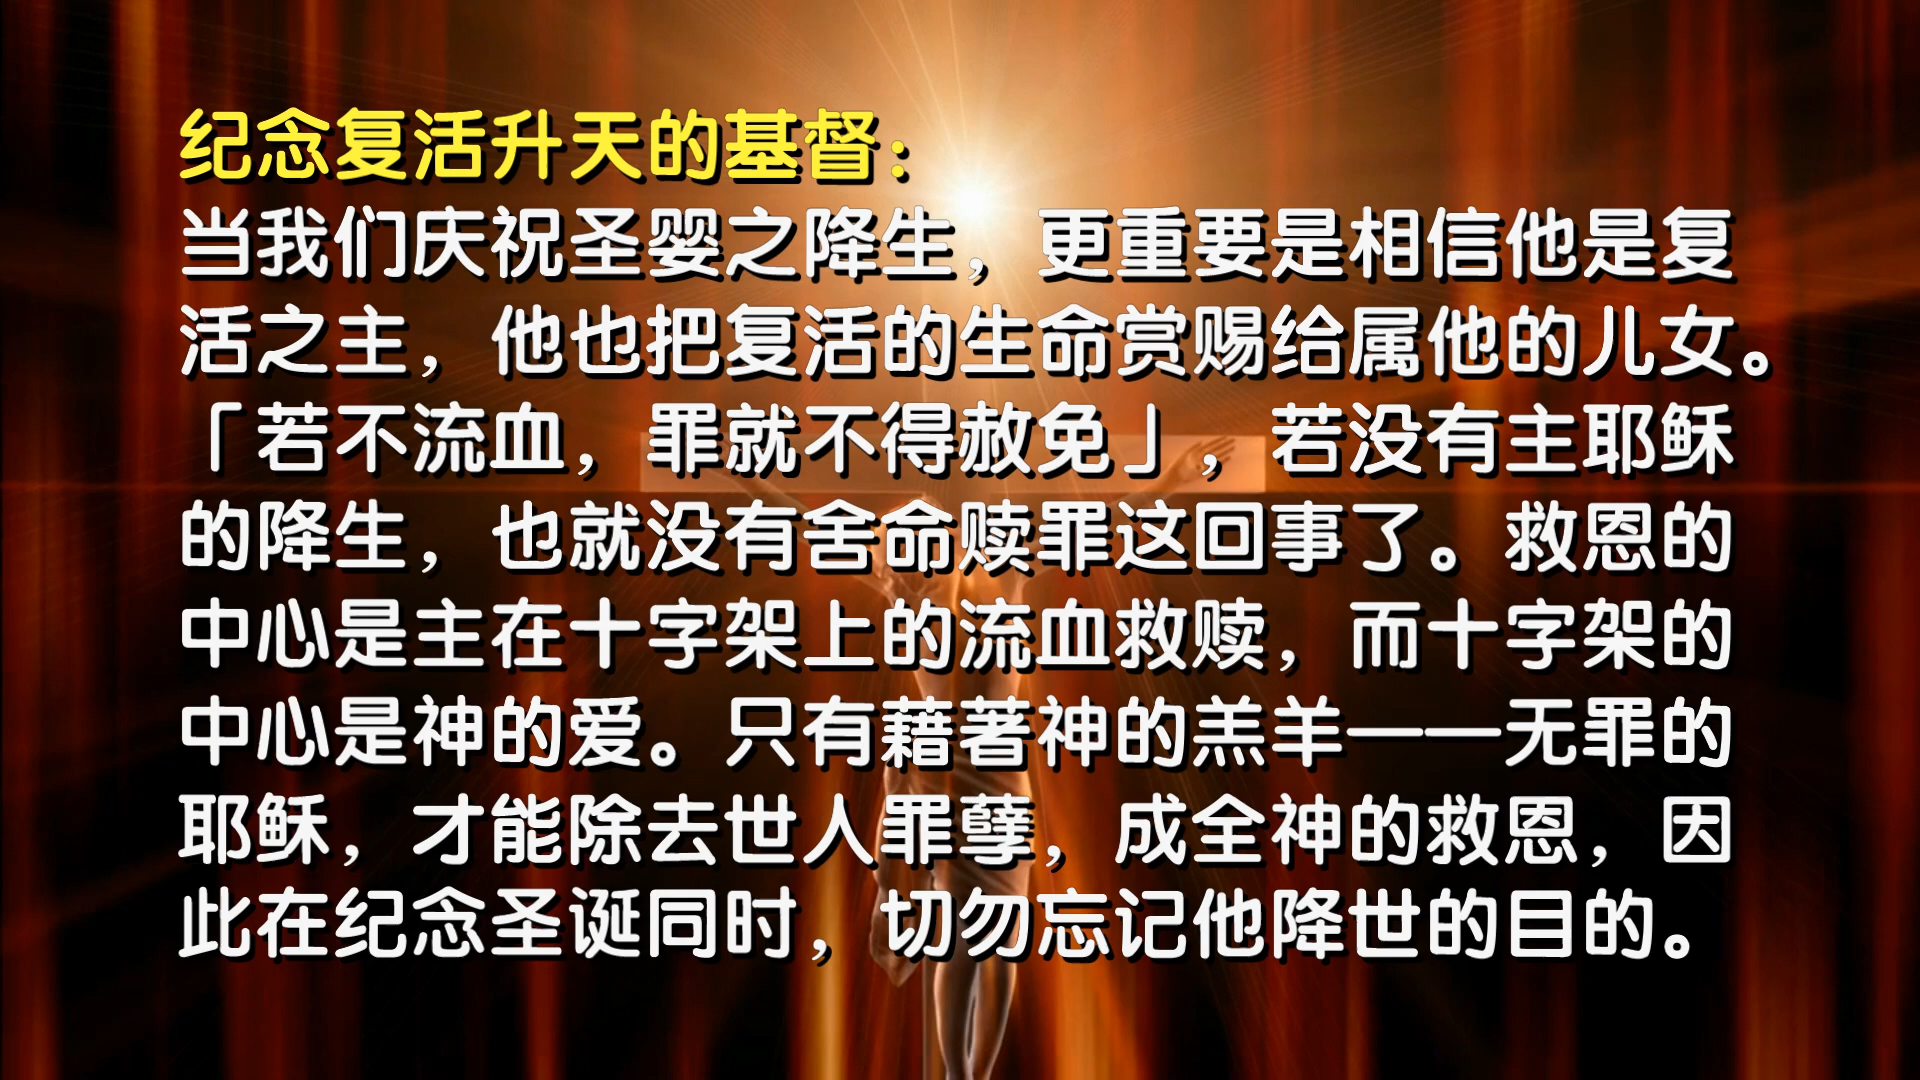 纪念复活升天的基督：
当我们庆祝圣婴之降生，更重要是相信他是复
活之主，他也把复活的生命赏赐给属他的儿女。
「若不流血，罪就不得赦免」，若没有主耶稣
的降生，也就没有舍命赎罪这回事了。救恩的
中心是主在十字架上的流血救赎，而十字架的
中心是神的爱。只有藉著神的羔羊——无罪的
耶稣，才能除去世人罪孽，成全神的救恩，因
此在纪念圣诞同时，切勿忘记他降世的目的。